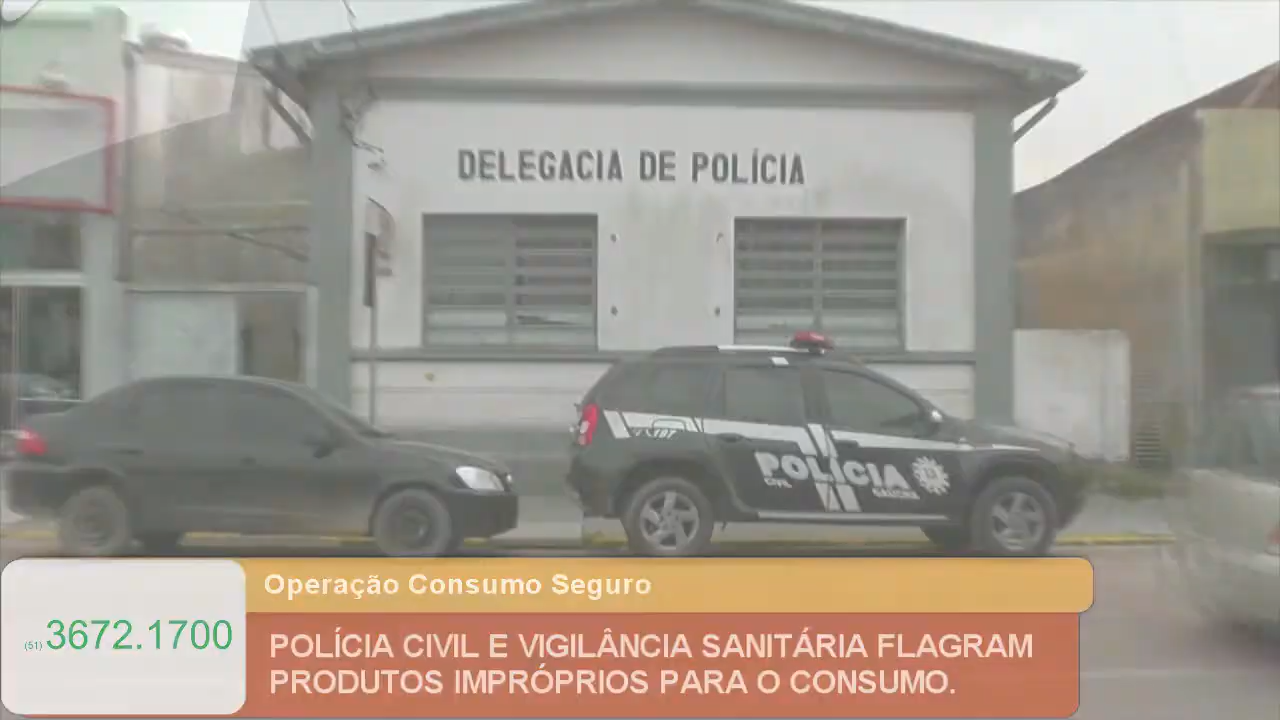 DELEGACIA DE POLÍCIA
POLÍCIA
CIVIL
GAÚCHA
Operação Consumo Seguro
(51) 3672.1700
POLÍCIA CIVIL E VIGILÂNCIA SANITÁRIA FLAGRAM
PRODUTOS IMPRÓPRIOS PARA O CONSUMO.